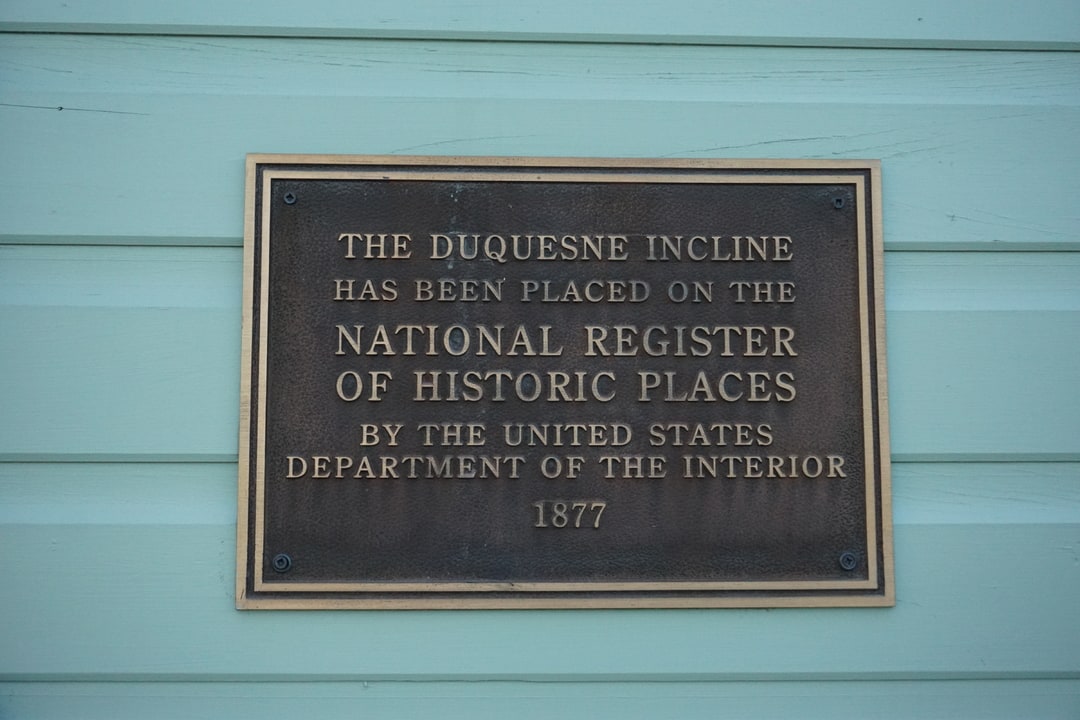 THE DUQUESNE INCLINE
HAS BEEN PLACED ON THE
NATIONAL REGISTER
OF HISTORIC PLACES
BY THE UNITED STATES
DEPARTMENT OF THE INTERIOR
1877